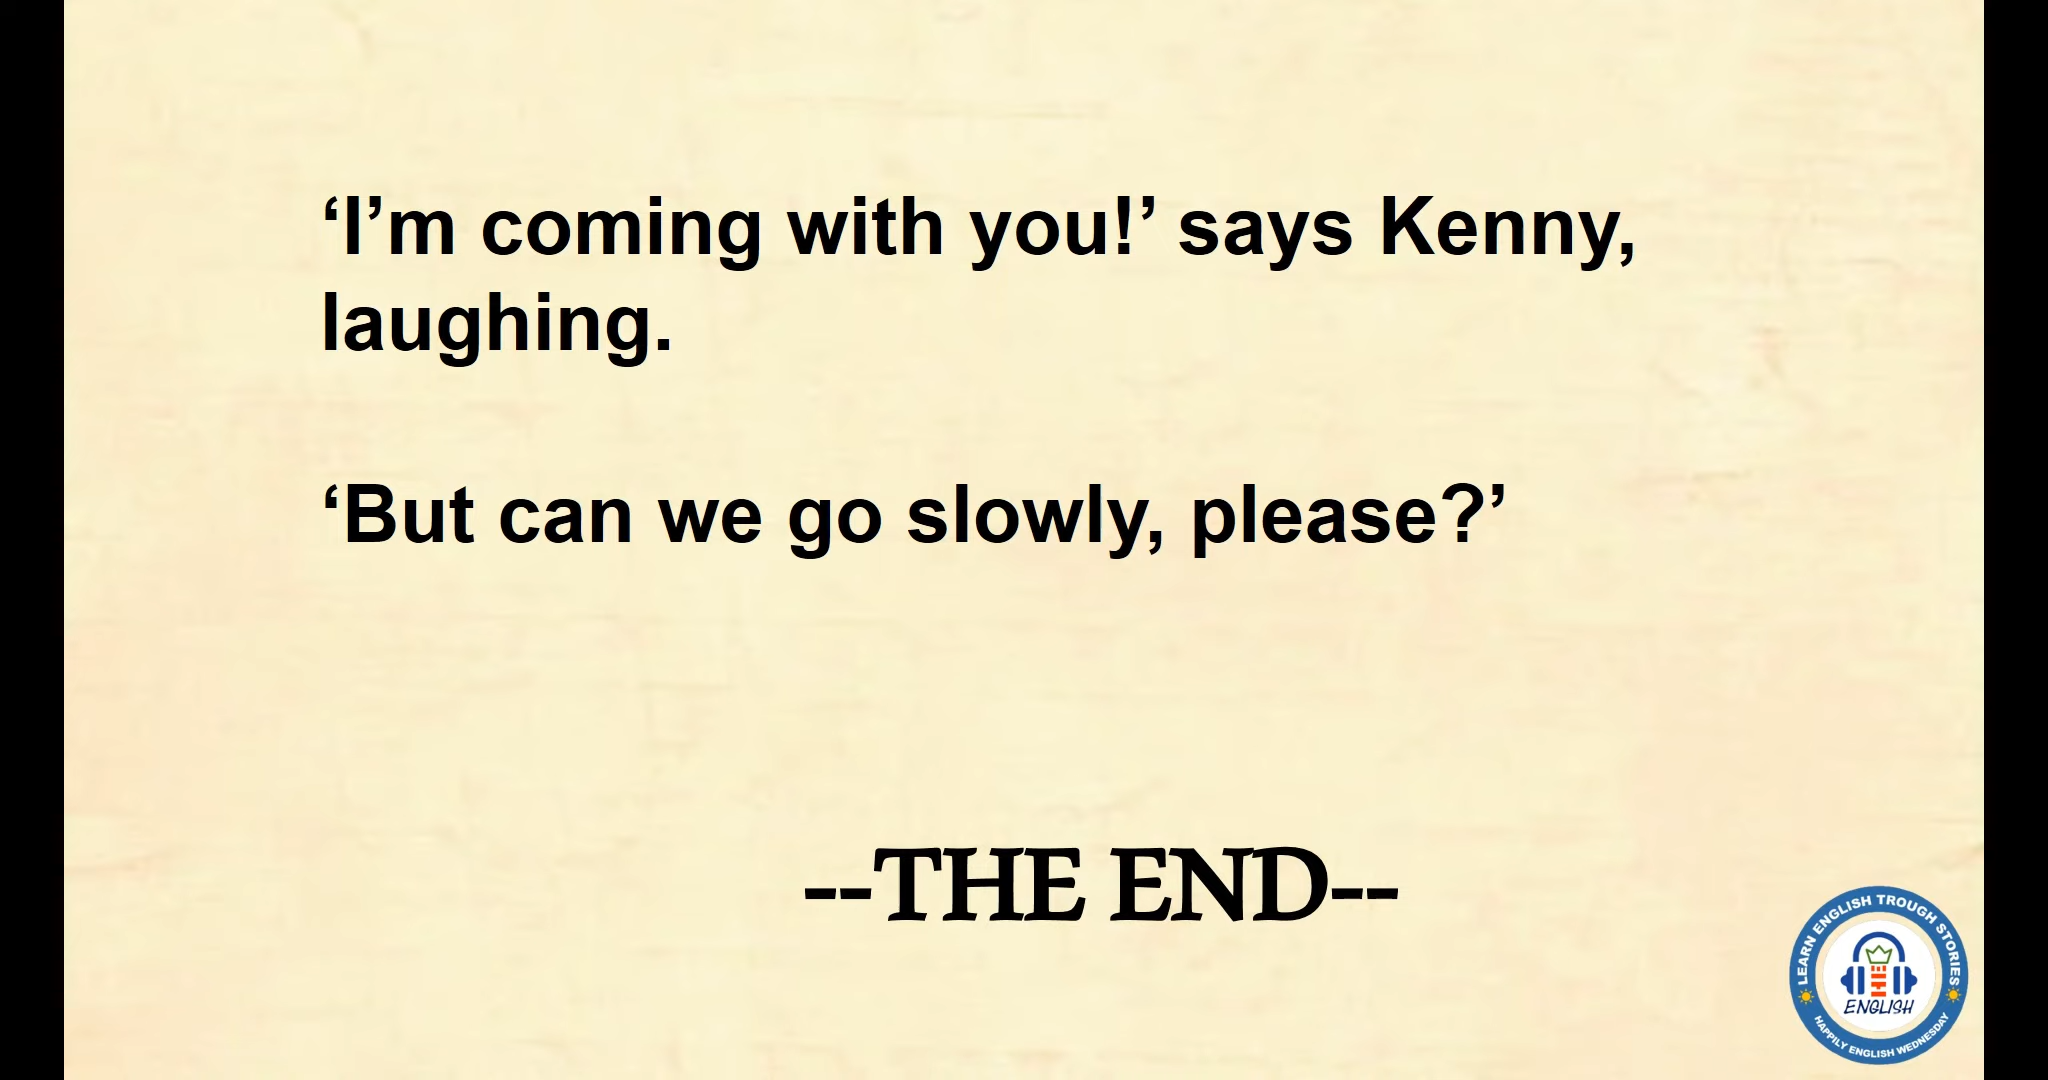 ‘I’m coming with you!’ says Kenny,
laughing.
‘But can we go slowly, please?’
--THE END--
LEARN ENGLISH TROUGH STORIES
ENGLISH
HAPPILY ENGLISH WEDNESDAY